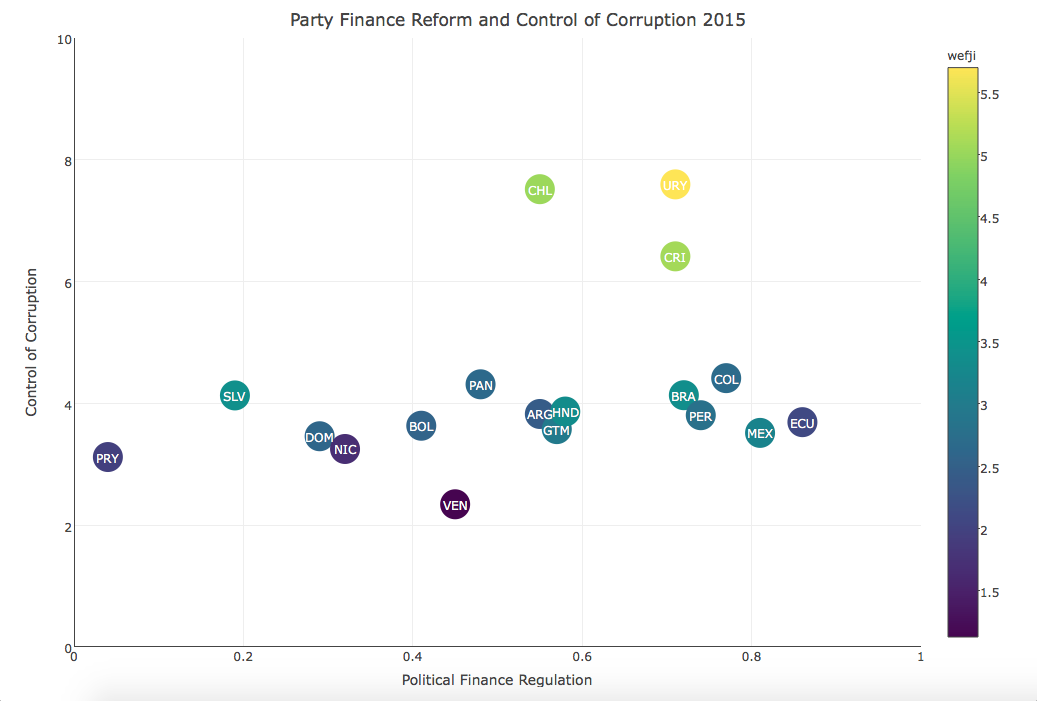 Party Finance Reform and Control of Corruption 2015
wefji
10
8
6
4
2
0
Control of Corruption
CHL
URY
CRI
COL
PAN
SLV
BRA
ARG
HND
PER
ECU
BOL
GTM
MEX
DOM
NIC
PRY
VEN
5.5
5
4.5
4
3.5
3
2.5
2
1.5
0
0.2
0.4
0.6
0.8
1
Political Finance Regulation